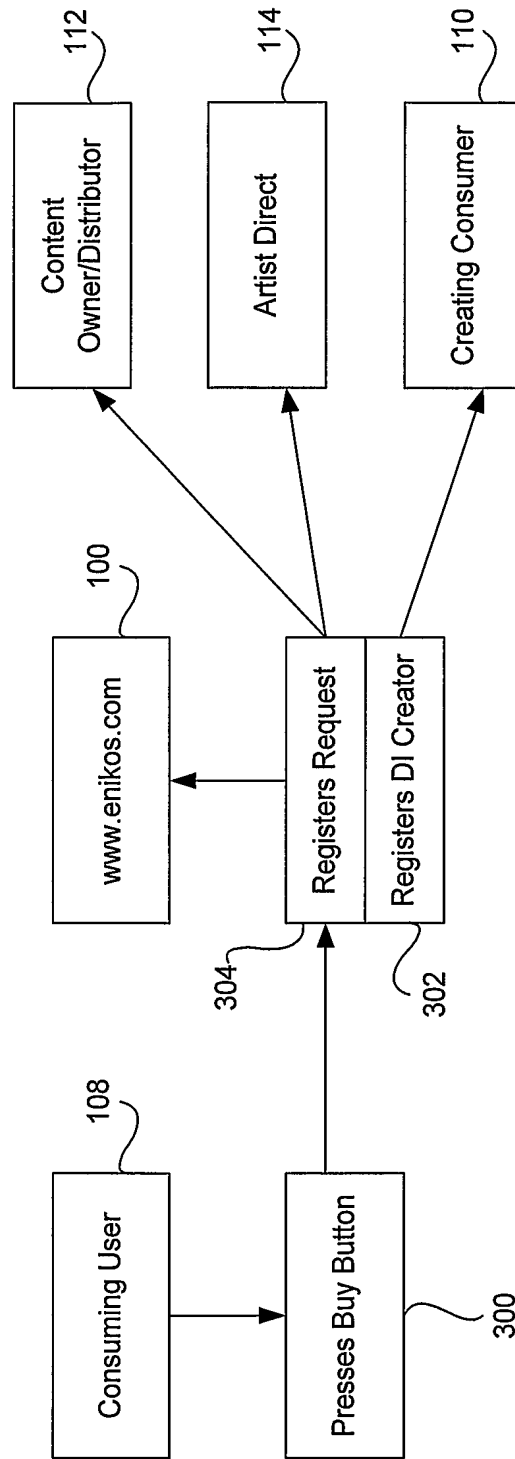 Consuming User
108
Presses Buy Button
300
www.enikos.com
100
Registers Request
304
Registers DI Creator
302
Content
Owner/Distributor
112
Artist Direct
114
Creating Consumer
110